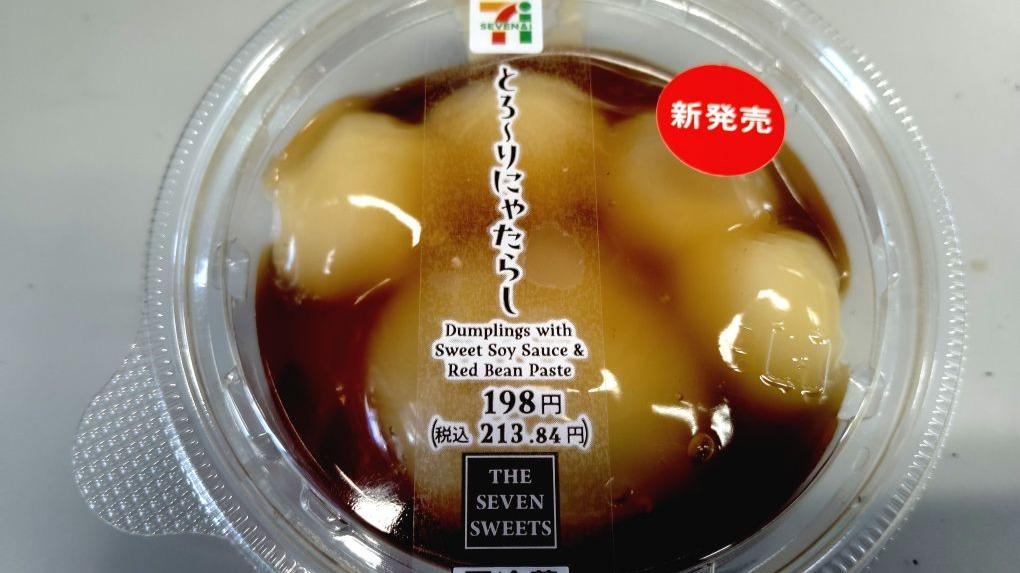 SEVEN&i
新発売
とろ〜りにゃたらし
Dumplings with
Sweet Soy Sauce &
Red Bean Paste
198円
(税込 213.84円)
THE
SEVEN
SWEETS